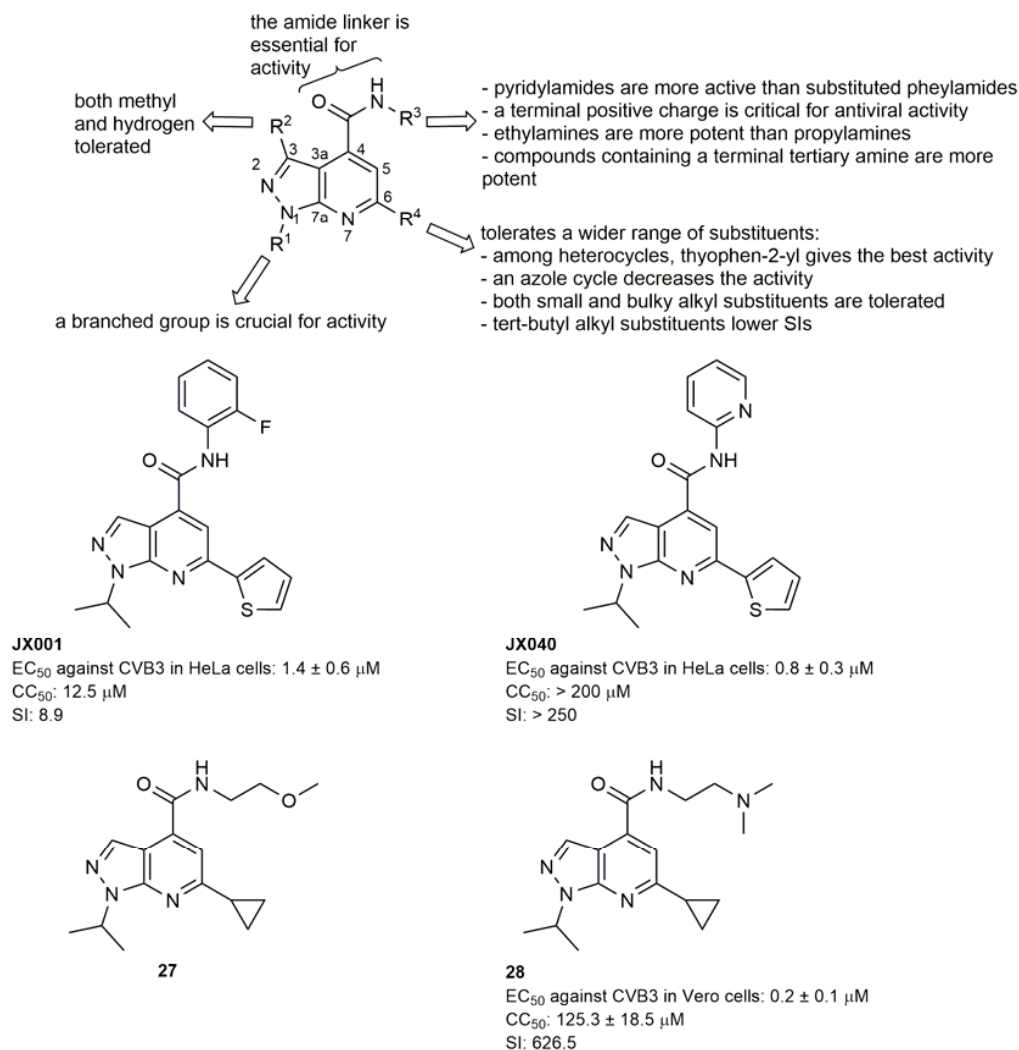 the amide linker is
essential for
activity
both methyl
and hydrogen
tolerated
O
H
N
R3
R2
3
3a
4
2
5
N
N
1
7a
N
7
6
R4
R1
- pyridylamides are more active than substituted pheylamides
- a terminal positive charge is critical for antiviral activity
- ethylamines are more potent than propylamines
- compounds containing a terminal tertiary amine are more
potent
tolerates a wider range of substituents:
- among heterocycles, thyophen-2-yl gives the best activity
- an azole cycle decreases the activity
- both small and bulky alkyl substituents are tolerated
- tert-butyl alkyl substituents lower SIs
a branched group is crucial for activity
F
O
NH
N
N
N
S
JX001
EC50 against CVB3 in HeLa cells: 1.4 ± 0.6 μM
CC50: 12.5 μM
SI: 8.9
N
O
NH
N
N
N
S
JX040
EC50 against CVB3 in HeLa cells: 0.8 ± 0.3 μM
CC50: > 200 μM
SI: > 250
O
H
N
O
N
N
N
27
O
H
N
N
N
N
N
28
EC50 against CVB3 in Vero cells: 0.2 ± 0.1 μM
CC50: 125.3 ± 18.5 μM
SI: 626.5